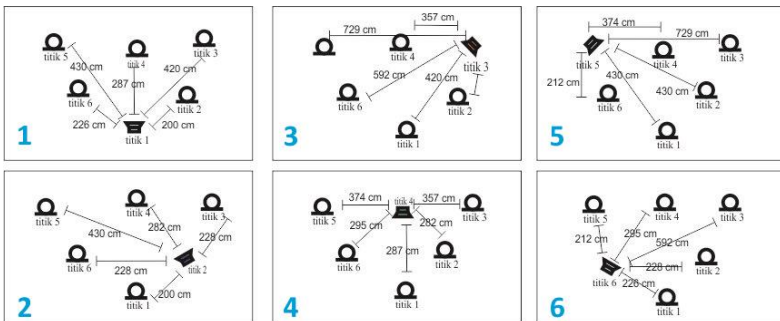 titik 5
titik 4
titik 3
430 cm
420 cm
287 cm
titik 6
titik 2
226 cm
200 cm
titik 1
1
357 cm
729 cm
titik 4
titik 3
592 cm
420 cm
titik 6
titik 2
titik 1
3
374 cm
729 cm
titik 4
titik 3
titik 5
430 cm
212 cm
430 cm
titik 6
titik 2
titik 1
5
titik 4
titik 3
titik 5
282 cm
430 cm
228 cm
titik 6
228 cm
titik 2
titik 1
200 cm
2
374 cm
titik 4
357 cm
titik 5
titik 3
295 cm
282 cm
titik 6
287 cm
titik 2
titik 1
4
titik 5
titik 4
titik 3
212 cm
295 cm
592 cm
228 cm
titik 2
titik 6
226 cm
titik 1
6